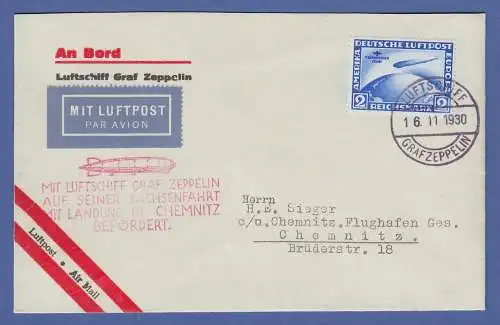 An Bord
Luftschiff Graf Zeppelin
MIT LUFTPOST
PAR AVION
DEUTSCHE LUFTPOST
AMERIKA
2 REICHSMARK 2
LUFTSCHIFF
16.11 1930
GRAF ZEPPELIN
MIT LUFTSCHIFF GRAF ZEPPELIN
AUF SEINER SACHSENFAHRT
MIT LANDUNG IN CHEMNITZ
BEFÖRDERT.
Herrn
H.E. Sieger
c/o.Chemnitz.Flughafen Ges.
Chemnitz.
Brüderstr. 18
Luftpost • Air Mail